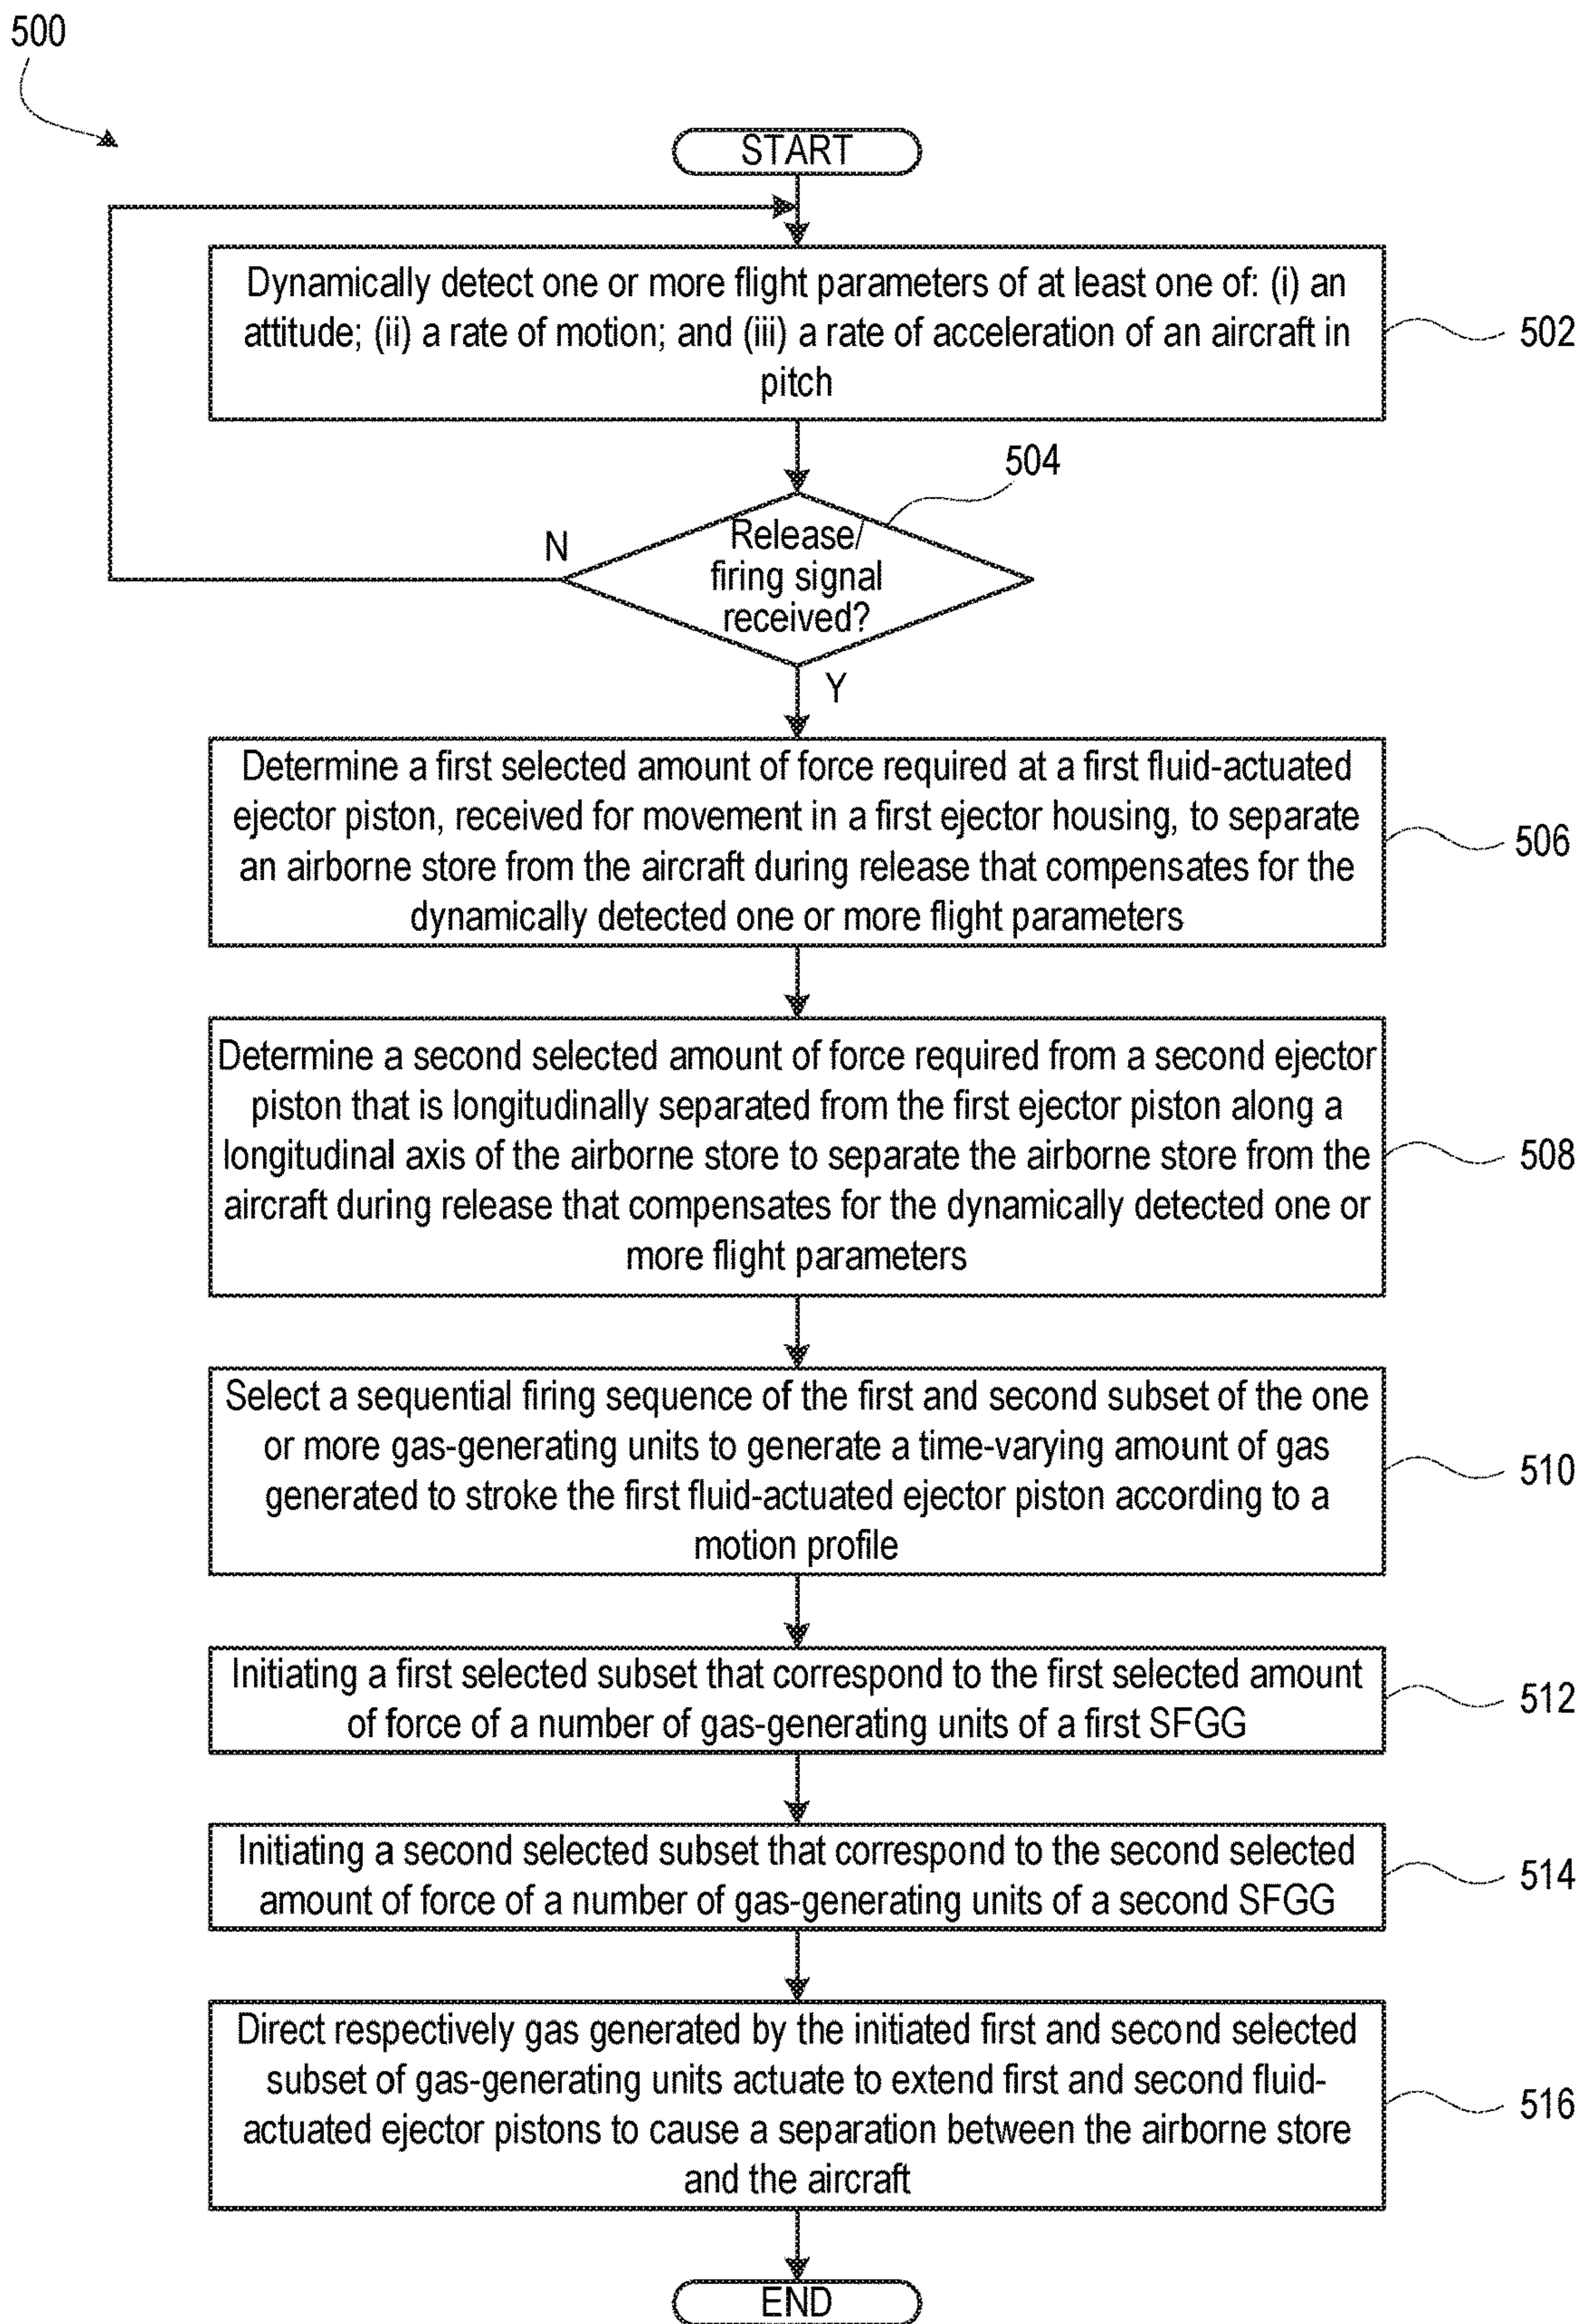 500
START
Dynamically detect one or more flight parameters of at least one of: (i) an
attitude; (ii) a rate of motion; and (iii) a rate of acceleration of an aircraft in
pitch
502
504
N
Release/
firing signal
received?
Y
Determine a first selected amount of force required at a first fluid-actuated
ejector piston, received for movement in a first ejector housing, to separate
an airborne store from the aircraft during release that compensates for the
dynamically detected one or more flight parameters
506
Determine a second selected amount of force required from a second ejector
piston that is longitudinally separated from the first ejector piston along a
longitudinal axis of the airborne store to separate the airborne store from the
aircraft during release that compensates for the dynamically detected one or
more flight parameters
508
Select a sequential firing sequence of the first and second subset of the one
or more gas-generating units to generate a time-varying amount of gas
generated to stroke the first fluid-actuated ejector piston according to a
motion profile
510
Initiating a first selected subset that correspond to the first selected amount
of force of a number of gas-generating units of a first SFGG
512
Initiating a second selected subset that correspond to the second selected
amount of force of a number of gas-generating units of a second SFGG
514
Direct respectively gas generated by the initiated first and second selected
subset of gas-generating units actuate to extend first and second fluid-
actuated ejector pistons to cause a separation between the airborne store
and the aircraft
516
END